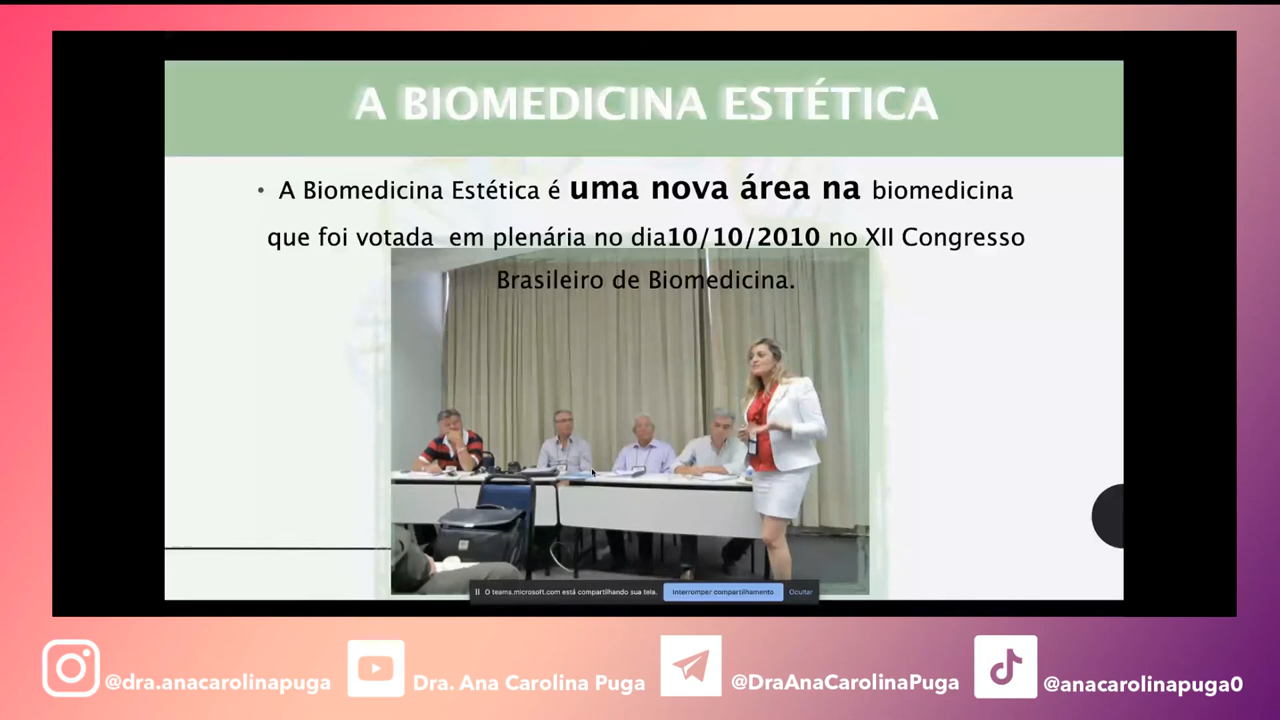 A BIOMEDICINA ESTÉTICA
• A Biomedicina Estética é uma nova área na biomedicina
que foi votada em plenária no dia10/10/2010 no XII Congresso
Brasileiro de Biomedicina.
O teams.microsoft.com está compartilhando sua tela. Interromper compartilhamento Ocultar
@dra.anacarolinapuga Dra. Ana Carolina Puga @DraAnaCarolinaPuga @anacarolinapuga0